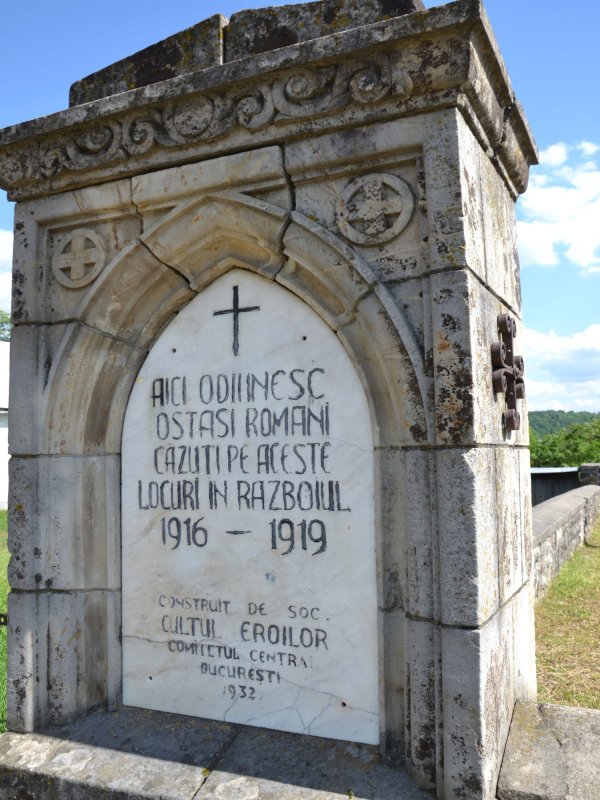 AICI ODIHNESC
OSTASI ROMANI
CAZUTI PE ACESTE
LOCURI IN RAZBOIUL
1916 – 1919
CONSTRUIT DE SOC.
CULTUL EROILOR
COMITETUL CENTRAL
BUCUREȘTI
1932.